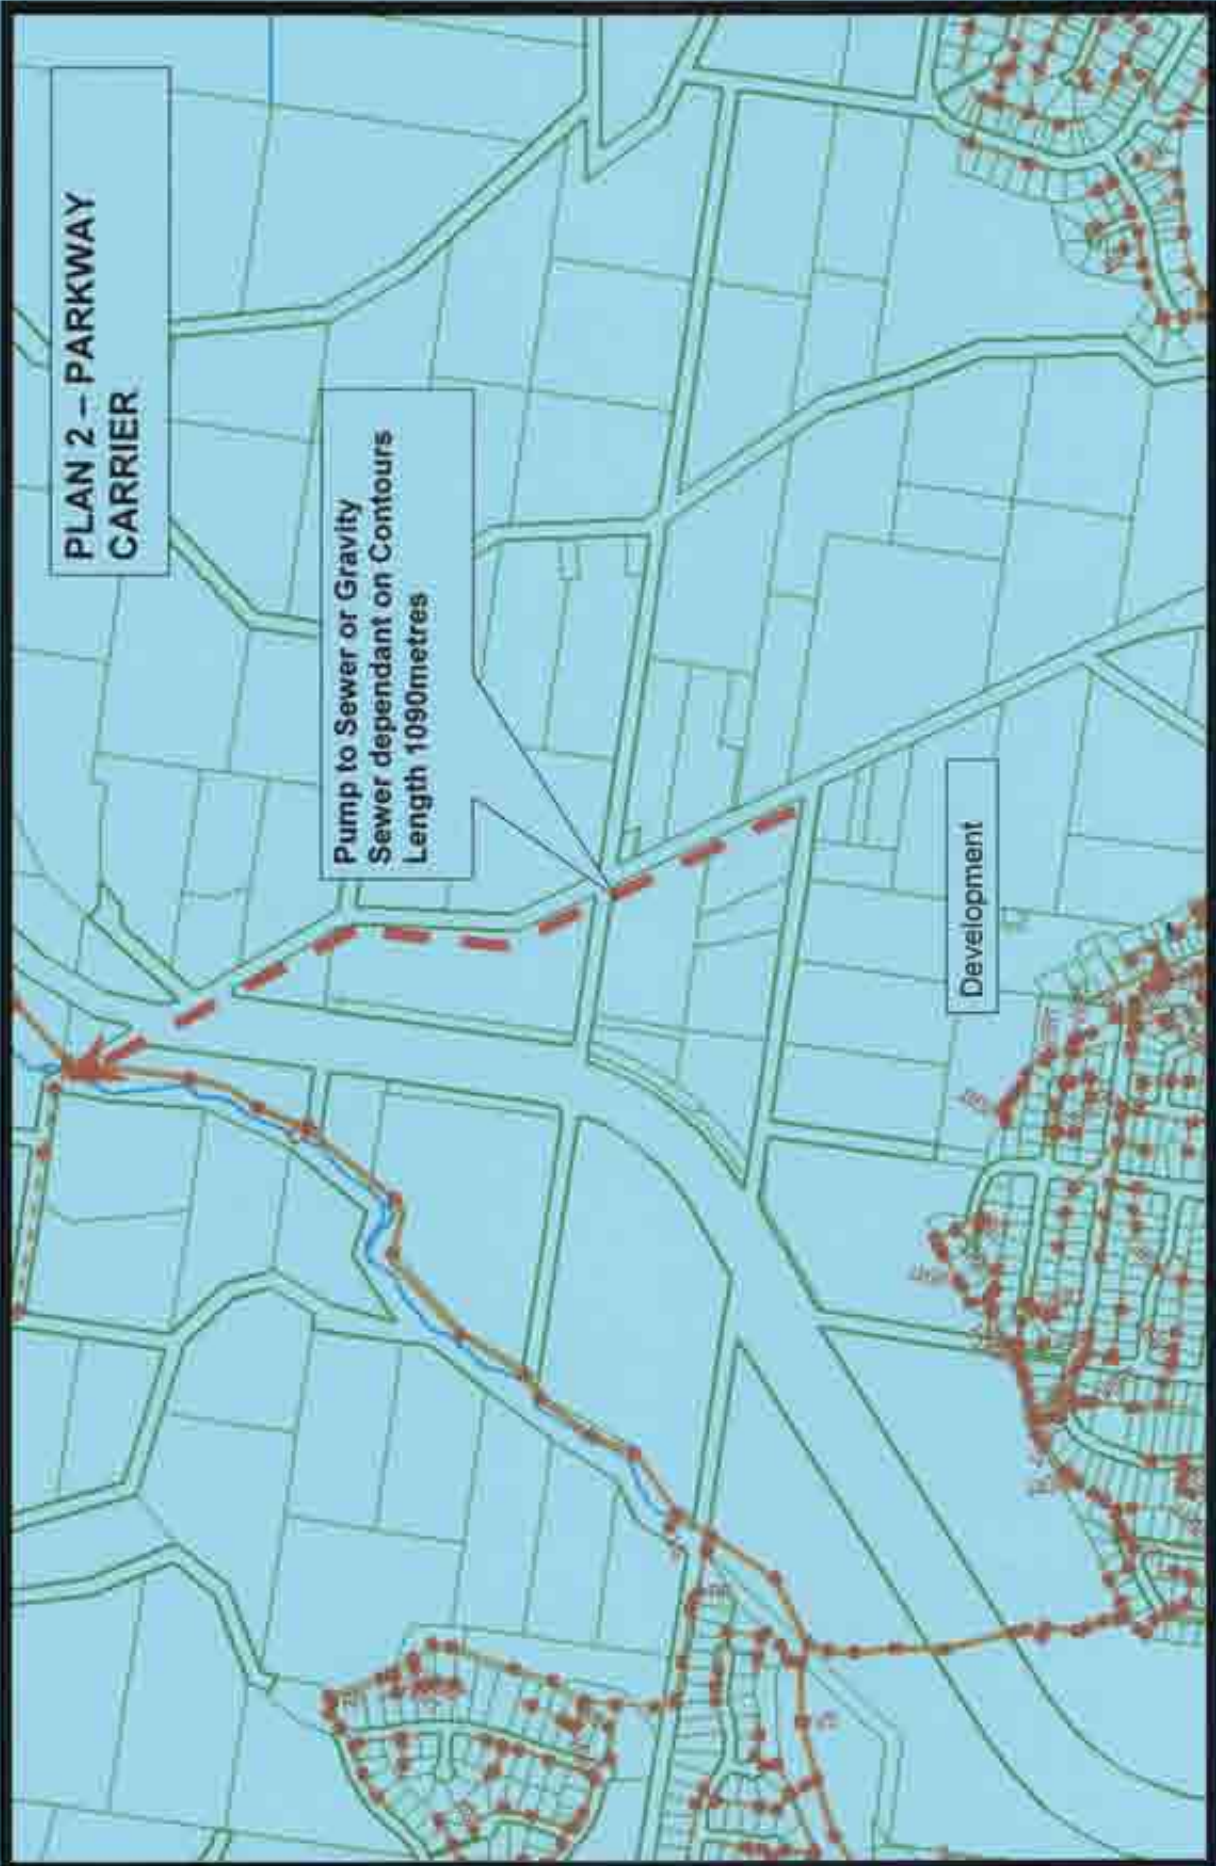 PLAN 2 – PARKWAY
CARRIER
Pump to Sewer or Gravity
Sewer dependant on Contours
Length 1090metres
Development